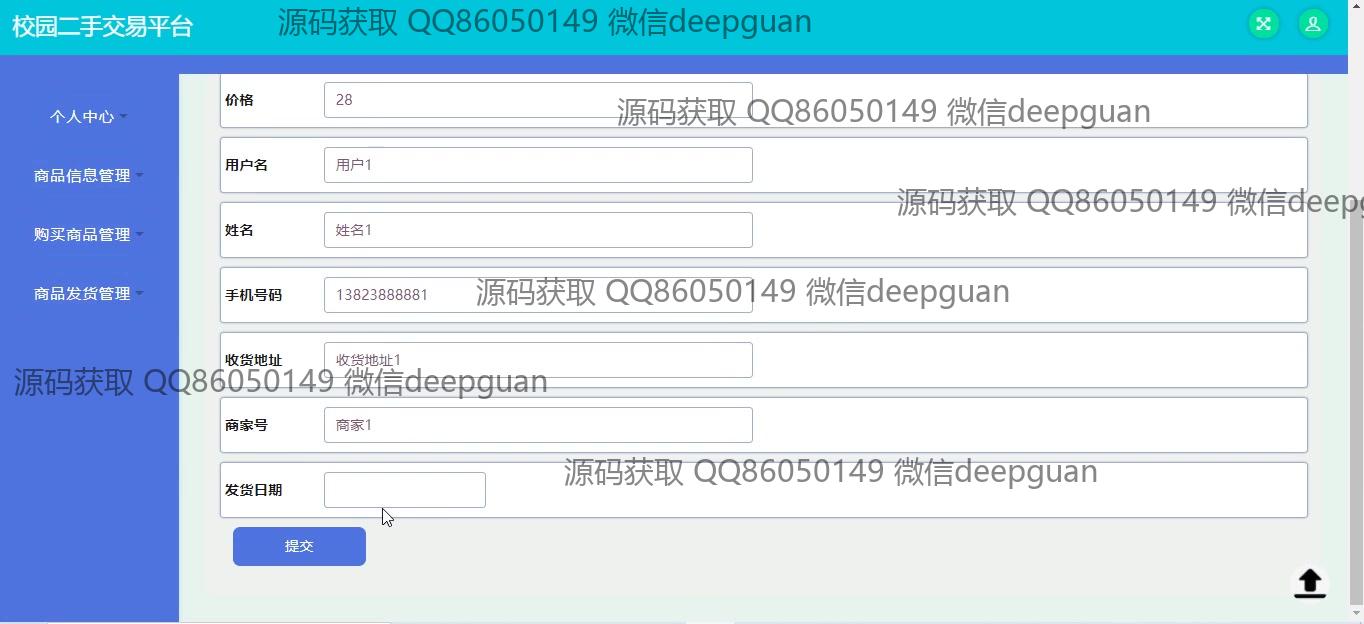 校园二手交易平台
源码获取 QQ86050149 微信deepguan
个人中心
商品信息管理
购买商品管理
商品发货管理
价格
28
源码获取 QQ86050149 微信deepguan
用户名
用户1
源码获取 QQ86050149 微信deepg
姓名
姓名1
手机号码
13823888881
源码获取 QQ86050149 微信deepguan
收货地址
收货地址1
源码获取 QQ86050149 微信deepguan
商家号
商家1
源码获取 QQ86050149 微信deepguan
发货日期
提交